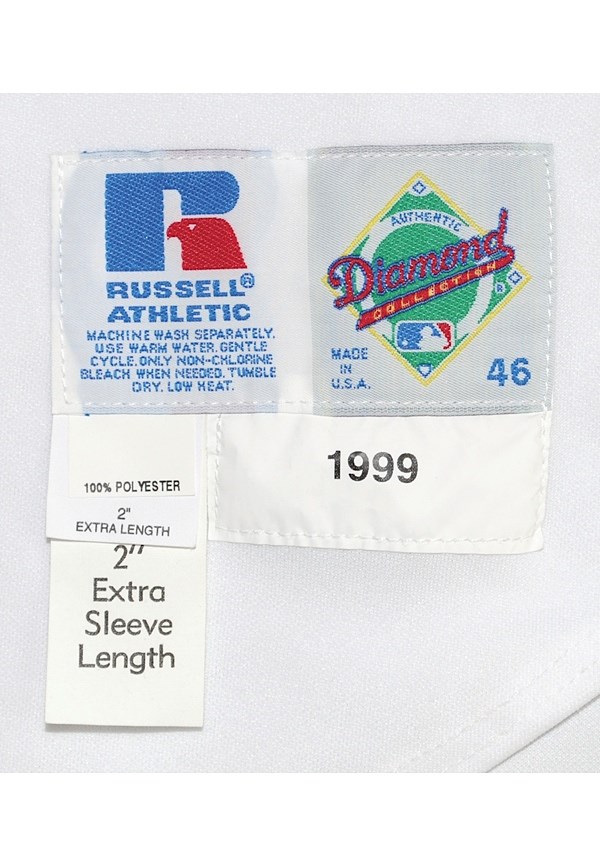 RUSSELL®
ATHLETIC
MACHINE WASH SEPARATELY.
USE WARM WATER. GENTLE
CYCLE. ONLY NON-CHLORINE
BLEACH WHEN NEEDED. TUMBLE
DRY. LOW HEAT.
AUTHENTIC
Diamond
COLLECTION
®
MADE
IN
U.S.A.
46
1999
100% POLYESTER
2"
EXTRA LENGTH
2"
Extra
Sleeve
Length